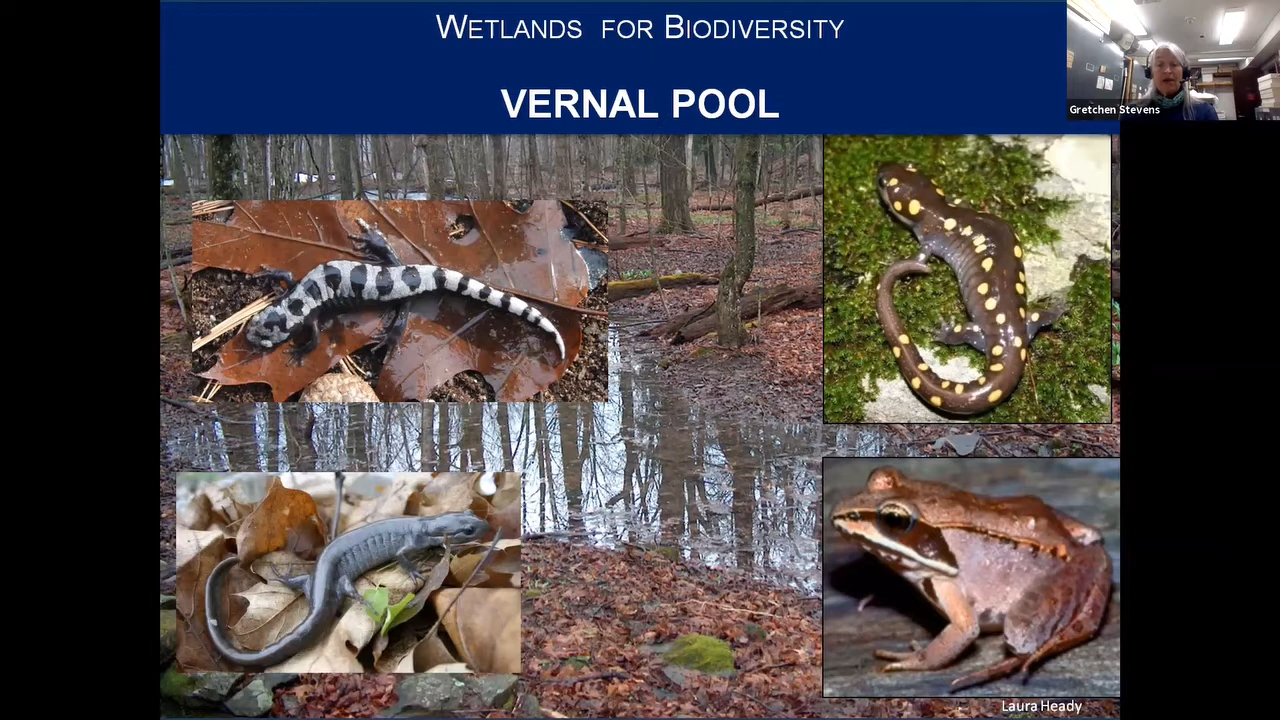 WETLANDS FOR BIODIVERSITY
VERNAL POOL
Gretchen Stevens
Laura Heady